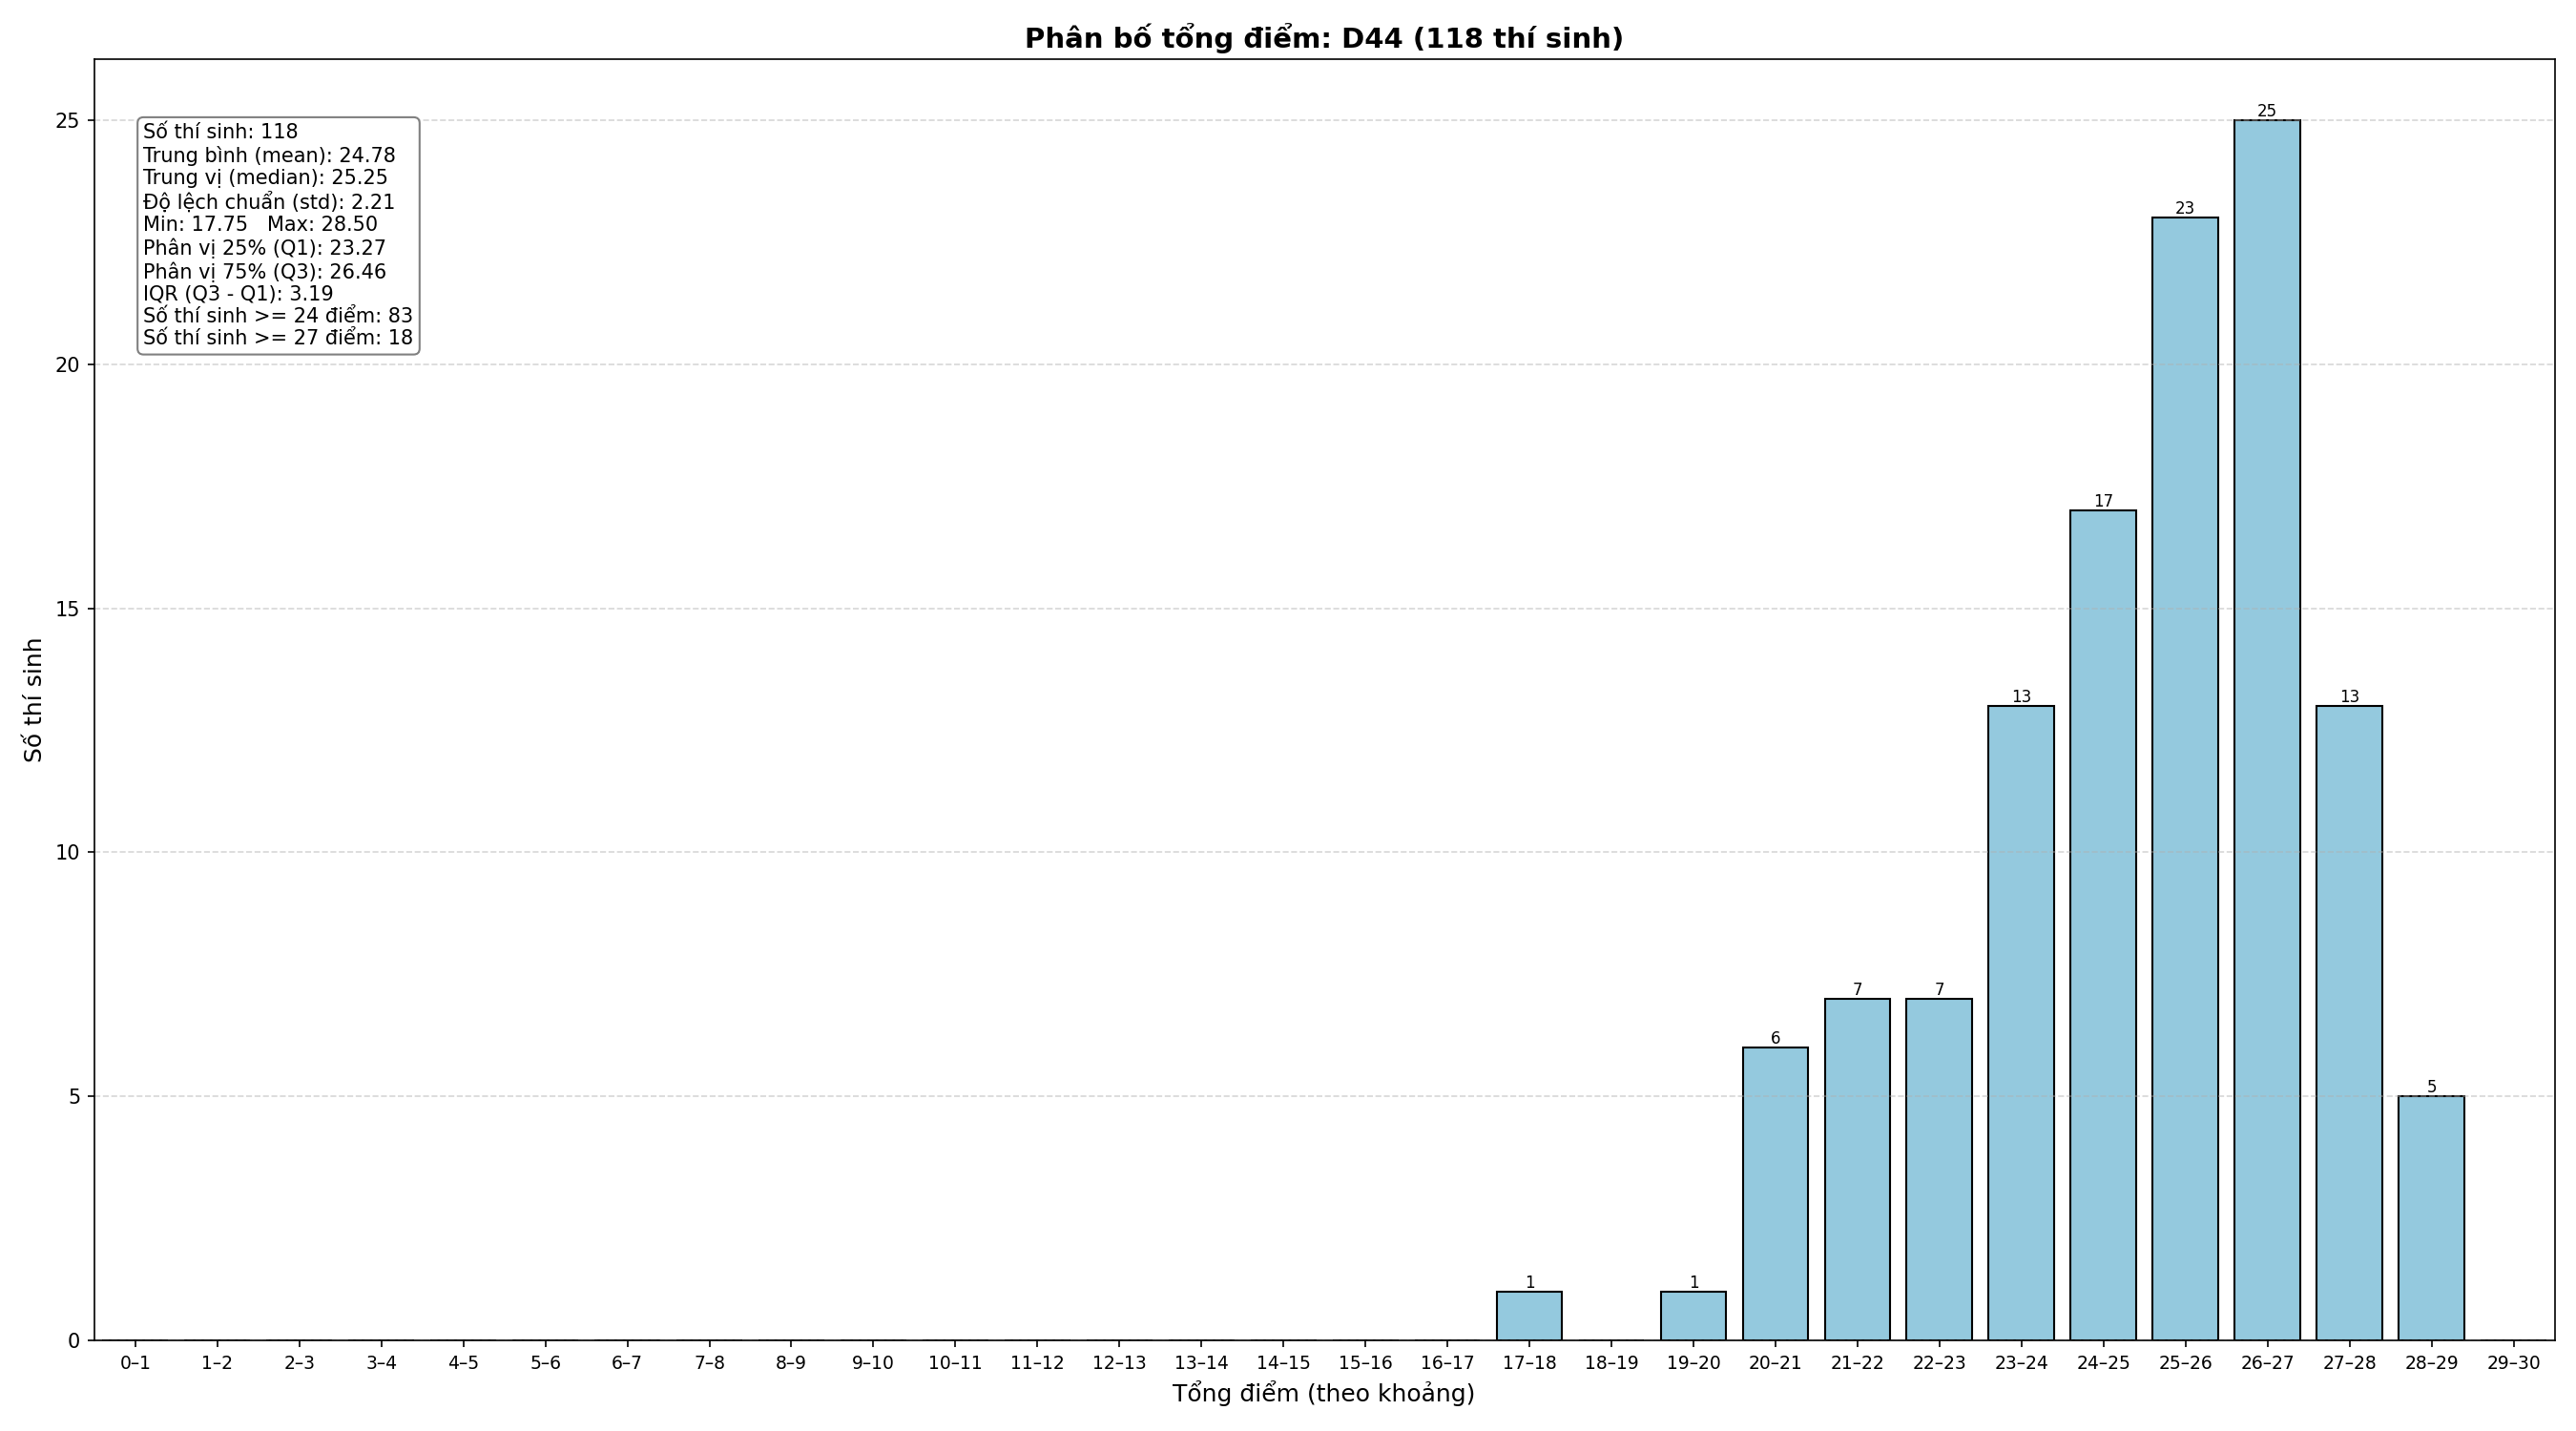 Phân bố tổng điểm: D44 (118 thí sinh)
Số thí sinh: 118
Trung bình (mean): 24.78
Trung vị (median): 25.25
Độ lệch chuẩn (std): 2.21
Min: 17.75   Max: 28.50
Phân vị 25% (Q1): 23.27
Phân vị 75% (Q3): 26.46
IQR (Q3 - Q1): 3.19
Số thí sinh >= 24 điểm: 83
Số thí sinh >= 27 điểm: 18
Số thí sinh
25
20
15
10
5
0
1
1
6
7
7
13
17
23
25
13
5
0–1 1–2 2–3 3–4 4–5 5–6 6–7 7–8 8–9 9–10 10–11 11–12 12–13 13–14 14–15 15–16 16–17 17–18 18–19 19–20 20–21 21–22 22–23 23–24 24–25 25–26 26–27 27–28 28–29 29–30
Tổng điểm (theo khoảng)